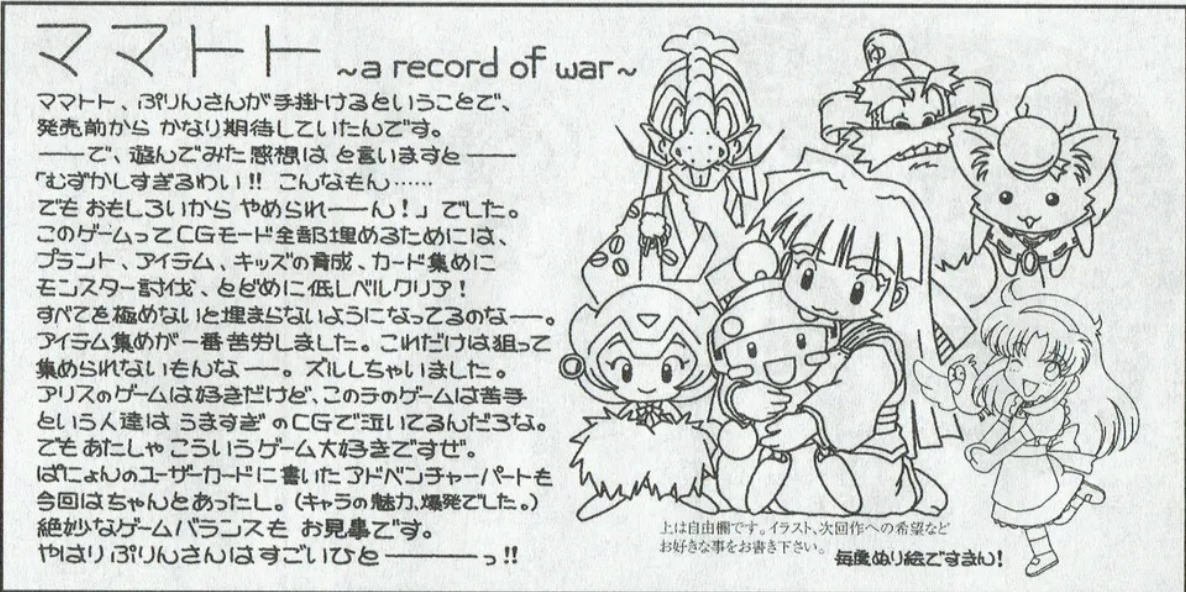 ママトト ~a record of war~
ママトト、ぷりんさんが手掛けるということで、
発売前から かなり期待していたんです。
――で、遊んでみた感想は と言いますと――
「むずかしすぎるわい!! こんなもん……
でも おもしろいから やめられ――ん!」でした。
このゲームってCGモード全部埋めるためには、
プラント、アイテム、キッズの育成、カード集めに
モンスター討伐、とどめに低レベルクリア!
すべてを極めないと埋まらないようになってるのな――。
アイテム集めが一番苦労しました。これだけは狙って
集められないもんな――。ズルしちゃいました。
アリスのゲームは好きだけど、この手のゲームは苦手
という人達は うますぎ のCGで泣いてるんだろな。
でもあたしゃ こういうゲーム大好きですぜ。
ぱにょんのユーザーカードに書いた アドベンチャーパートも
今回はちゃんとあったし。(キャラの魅力、爆発でした。)
絶妙なゲームバランスも お見事です。
やはり ぷりんさんは すごいひと――――っ!!
ゆ
上は自由欄です。イラスト、次回作への希望など
お好きな事をお書き下さい。
毎度ぬり絵ですまん!